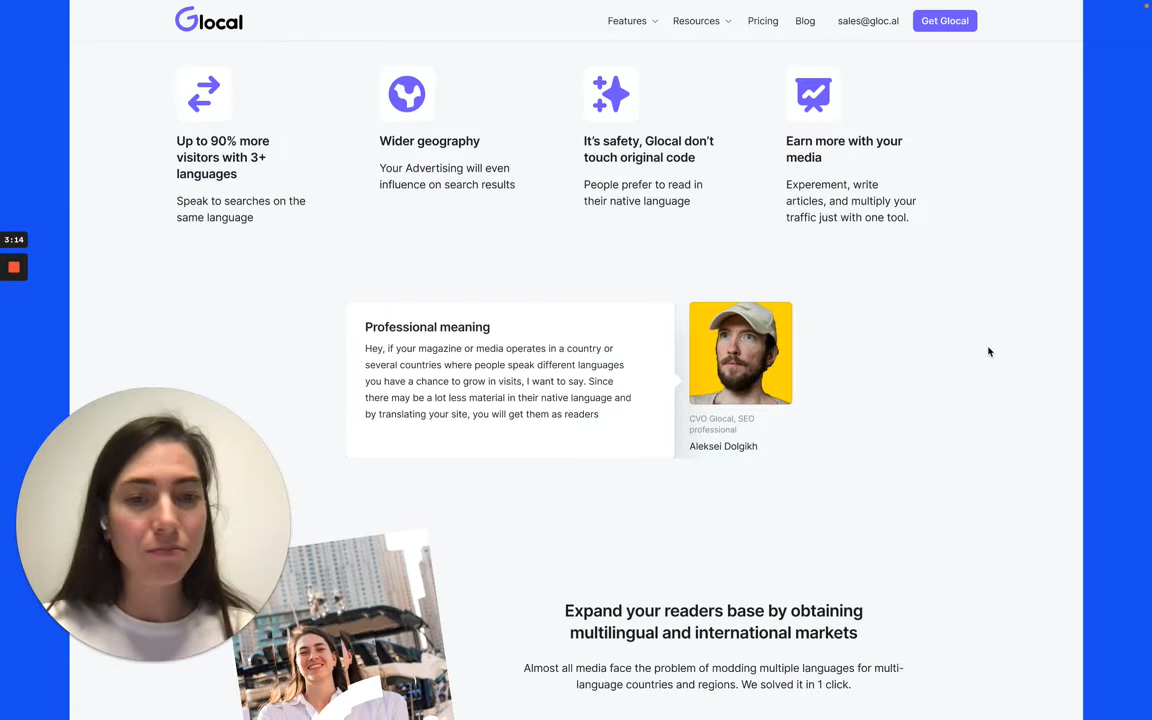 Glocal
Features
Resources
Pricing
Blog
sales@gloc.al
Get Glocal
Up to 90% more
visitors with 3+
languages
Speak to searches on the
same language
Wider geography
Your Advertising will even
influence on search results
It's safety, Glocal don't
touch original code
People prefer to read in
their native language
Earn more with your
media
Experement, write
articles, and multiply your
traffic just with one tool.
3:14
Professional meaning
Hey, if your magazine or media operates in a country or
several countries where people speak different languages
you have a chance to grow in visits, I want to say. Since
there may be a lot less material in their native language and
by translating your site, you will get them as readers
CVO Glocal, SEO
professional
Aleksei Dolgikh
Expand your readers base by obtaining
multilingual and international markets
Almost all media face the problem of modding multiple languages for multi-
language countries and regions. We solved it in 1 click.